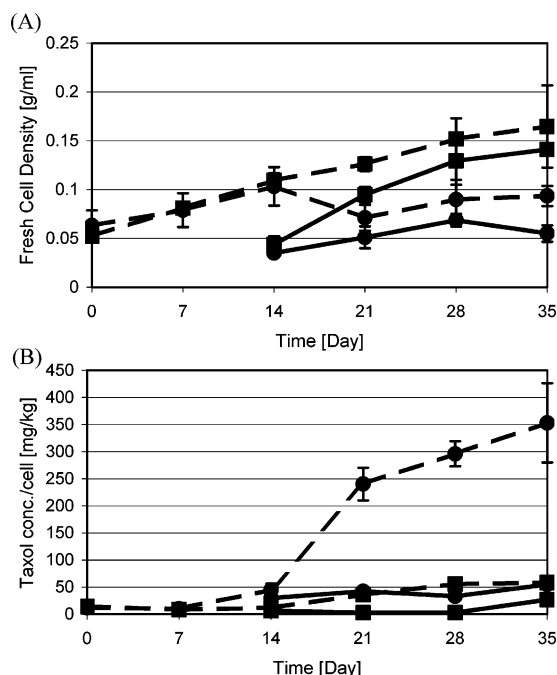 (A)
Fresh Cell Density [g/ml]
0.25
0.2
0.15
0.1
0.05
0
0 7 14 21 28 35
Time [Day]
(B)
Taxol conc./cell [mg/kg]
450
400
350
300
250
200
150
100
50
0
0 7 14 21 28 35
Time [Day]